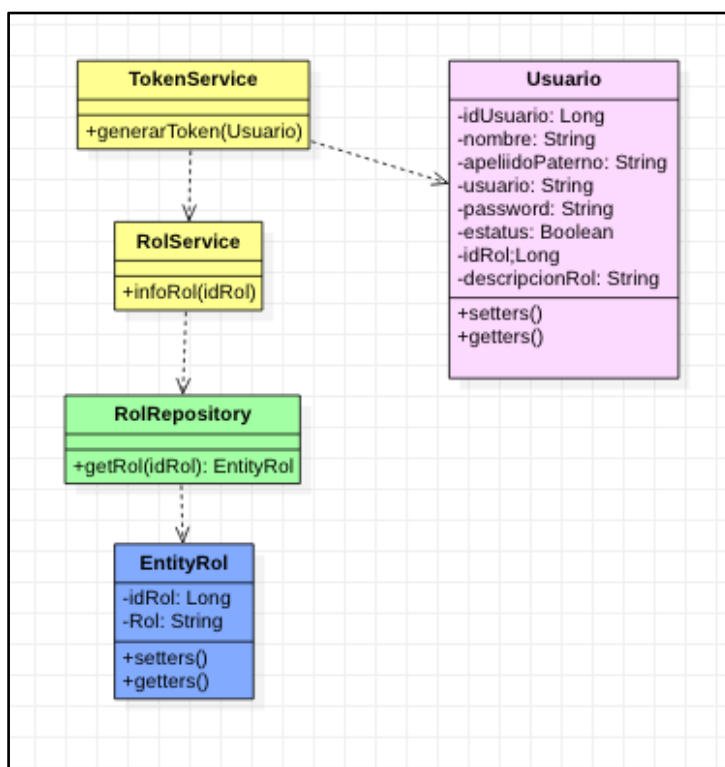 TokenService
+generarToken(Usuario)
Usuario
-idUsuario: Long
-nombre: String
-apeliidoPaterno: String
-usuario: String
-password: String
-estatus: Boolean
-idRol;Long
-descripcionRol: String
+setters()
+getters()
RolService
+infoRol(idRol)
RolRepository
+getRol(idRol): EntityRol
EntityRol
-idRol: Long
-Rol: String
+setters()
+getters()